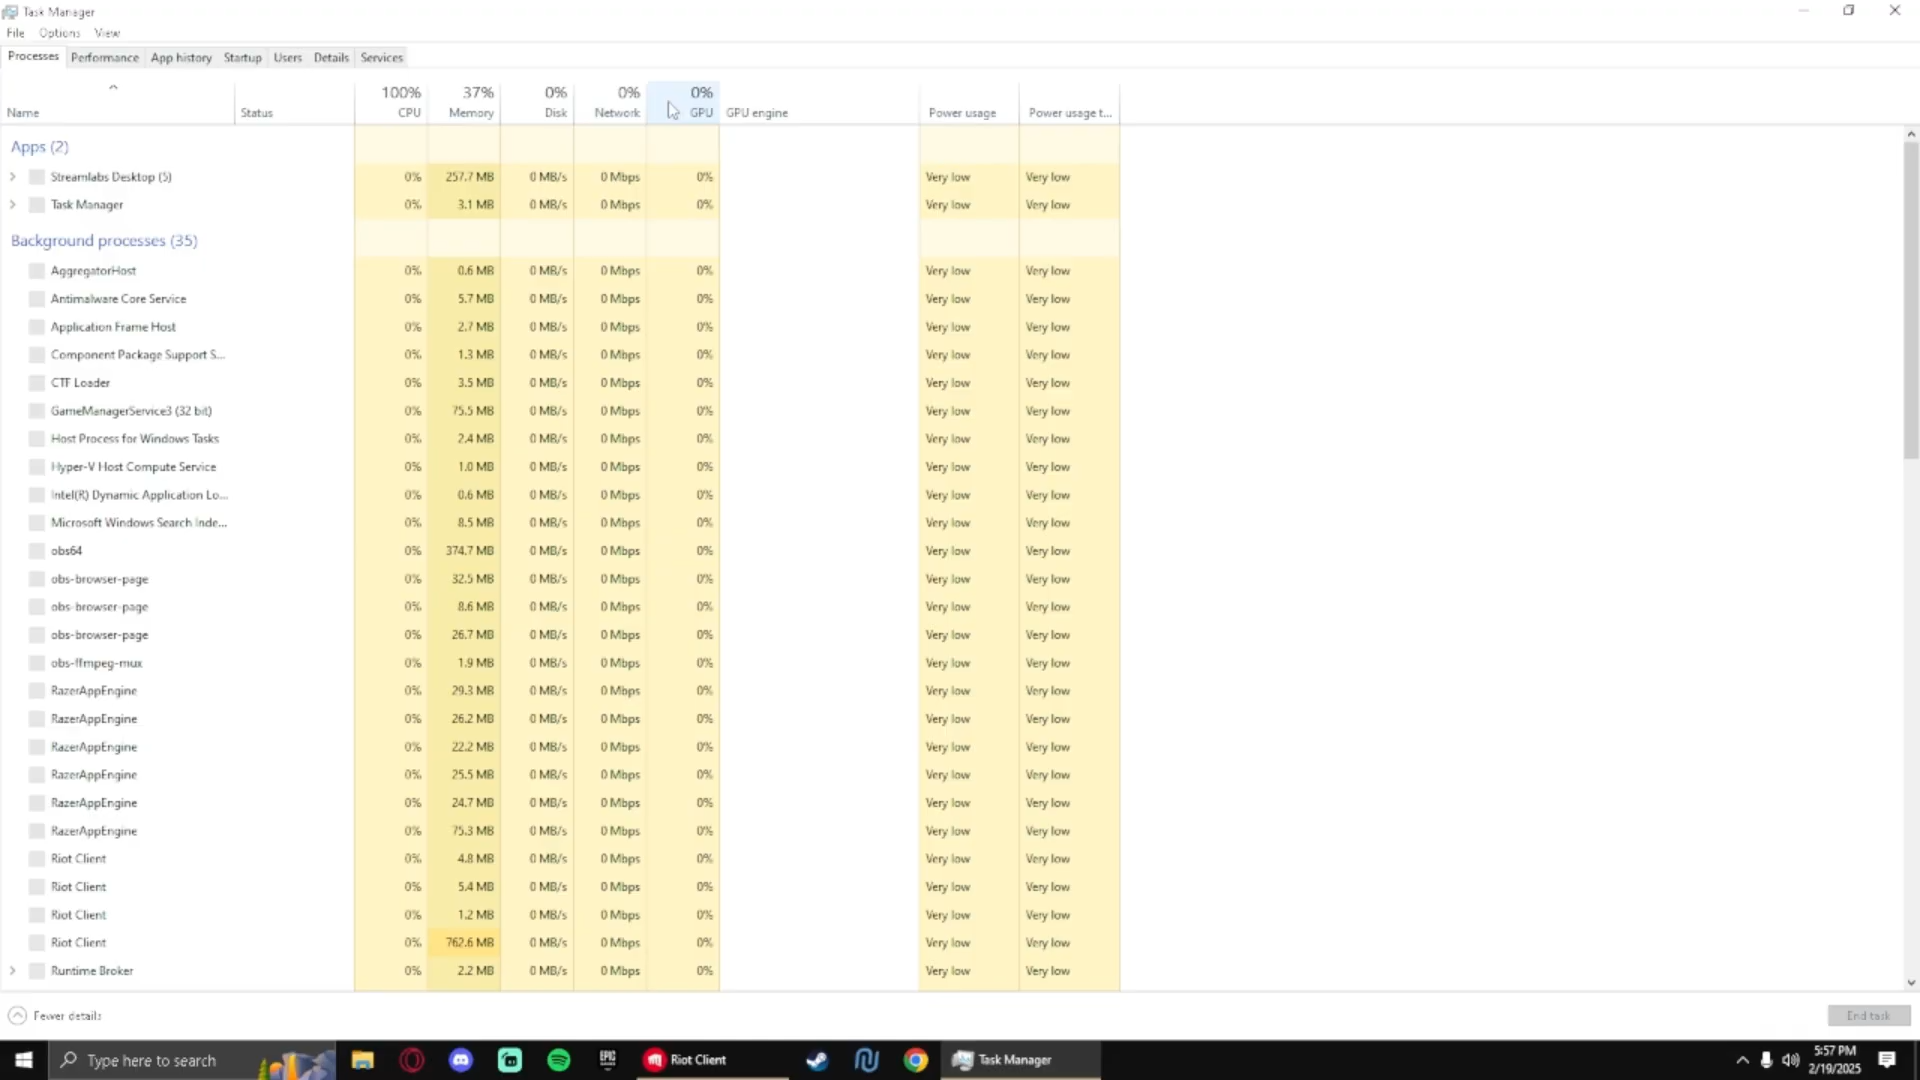 Task Manager
File Options View
Processes Performance App history Startup Users Details Services
100% 37% 0% 0% 0%
Name Status CPU Memory Disk Network GPU GPU engine Power usage Power usage t...
Apps (2)
Streamlabs Desktop (5) 0% 257.7 MB 0 MB/s 0 Mbps 0% Very low Very low
Task Manager 0% 3.1 MB 0 MB/s 0 Mbps 0% Very low Very low
Background processes (35)
AggregatorHost 0% 0.6 MB 0 MB/s 0 Mbps 0% Very low Very low
Antimalware Core Service 0% 5.7 MB 0 MB/s 0 Mbps 0% Very low Very low
Application Frame Host 0% 2.7 MB 0 MB/s 0 Mbps 0% Very low Very low
Component Package Support S... 0% 1.3 MB 0 MB/s 0 Mbps 0% Very low Very low
CTF Loader 0% 3.5 MB 0 MB/s 0 Mbps 0% Very low Very low
GameManagerService3 (32 bit) 0% 75.5 MB 0 MB/s 0 Mbps 0% Very low Very low
Host Process for Windows Tasks 0% 2.4 MB 0 MB/s 0 Mbps 0% Very low Very low
Hyper-V Host Compute Service 0% 1.0 MB 0 MB/s 0 Mbps 0% Very low Very low
Intel(R) Dynamic Application Lo... 0% 0.6 MB 0 MB/s 0 Mbps 0% Very low Very low
Microsoft Windows Search Inde... 0% 8.5 MB 0 MB/s 0 Mbps 0% Very low Very low
obs64 0% 374.7 MB 0 MB/s 0 Mbps 0% Very low Very low
obs-browser-page 0% 32.5 MB 0 MB/s 0 Mbps 0% Very low Very low
obs-browser-page 0% 8.6 MB 0 MB/s 0 Mbps 0% Very low Very low
obs-browser-page 0% 26.7 MB 0 MB/s 0 Mbps 0% Very low Very low
obs-ffmpeg-mux 0% 1.9 MB 0 MB/s 0 Mbps 0% Very low Very low
RazerAppEngine 0% 29.3 MB 0 MB/s 0 Mbps 0% Very low Very low
RazerAppEngine 0% 26.2 MB 0 MB/s 0 Mbps 0% Very low Very low
RazerAppEngine 0% 22.2 MB 0 MB/s 0 Mbps 0% Very low Very low
RazerAppEngine 0% 25.5 MB 0 MB/s 0 Mbps 0% Very low Very low
RazerAppEngine 0% 24.7 MB 0 MB/s 0 Mbps 0% Very low Very low
RazerAppEngine 0% 75.3 MB 0 MB/s 0 Mbps 0% Very low Very low
Riot Client 0% 4.8 MB 0 MB/s 0 Mbps 0% Very low Very low
Riot Client 0% 5.4 MB 0 MB/s 0 Mbps 0% Very low Very low
Riot Client 0% 1.2 MB 0 MB/s 0 Mbps 0% Very low Very low
Riot Client 0% 762.6 MB 0 MB/s 0 Mbps 0% Very low Very low
Runtime Broker 0% 2.2 MB 0 MB/s 0 Mbps 0% Very low Very low
Fewer details End task
Type here to search EPIC Riot Client Task Manager 5:57 PM
2/19/2025